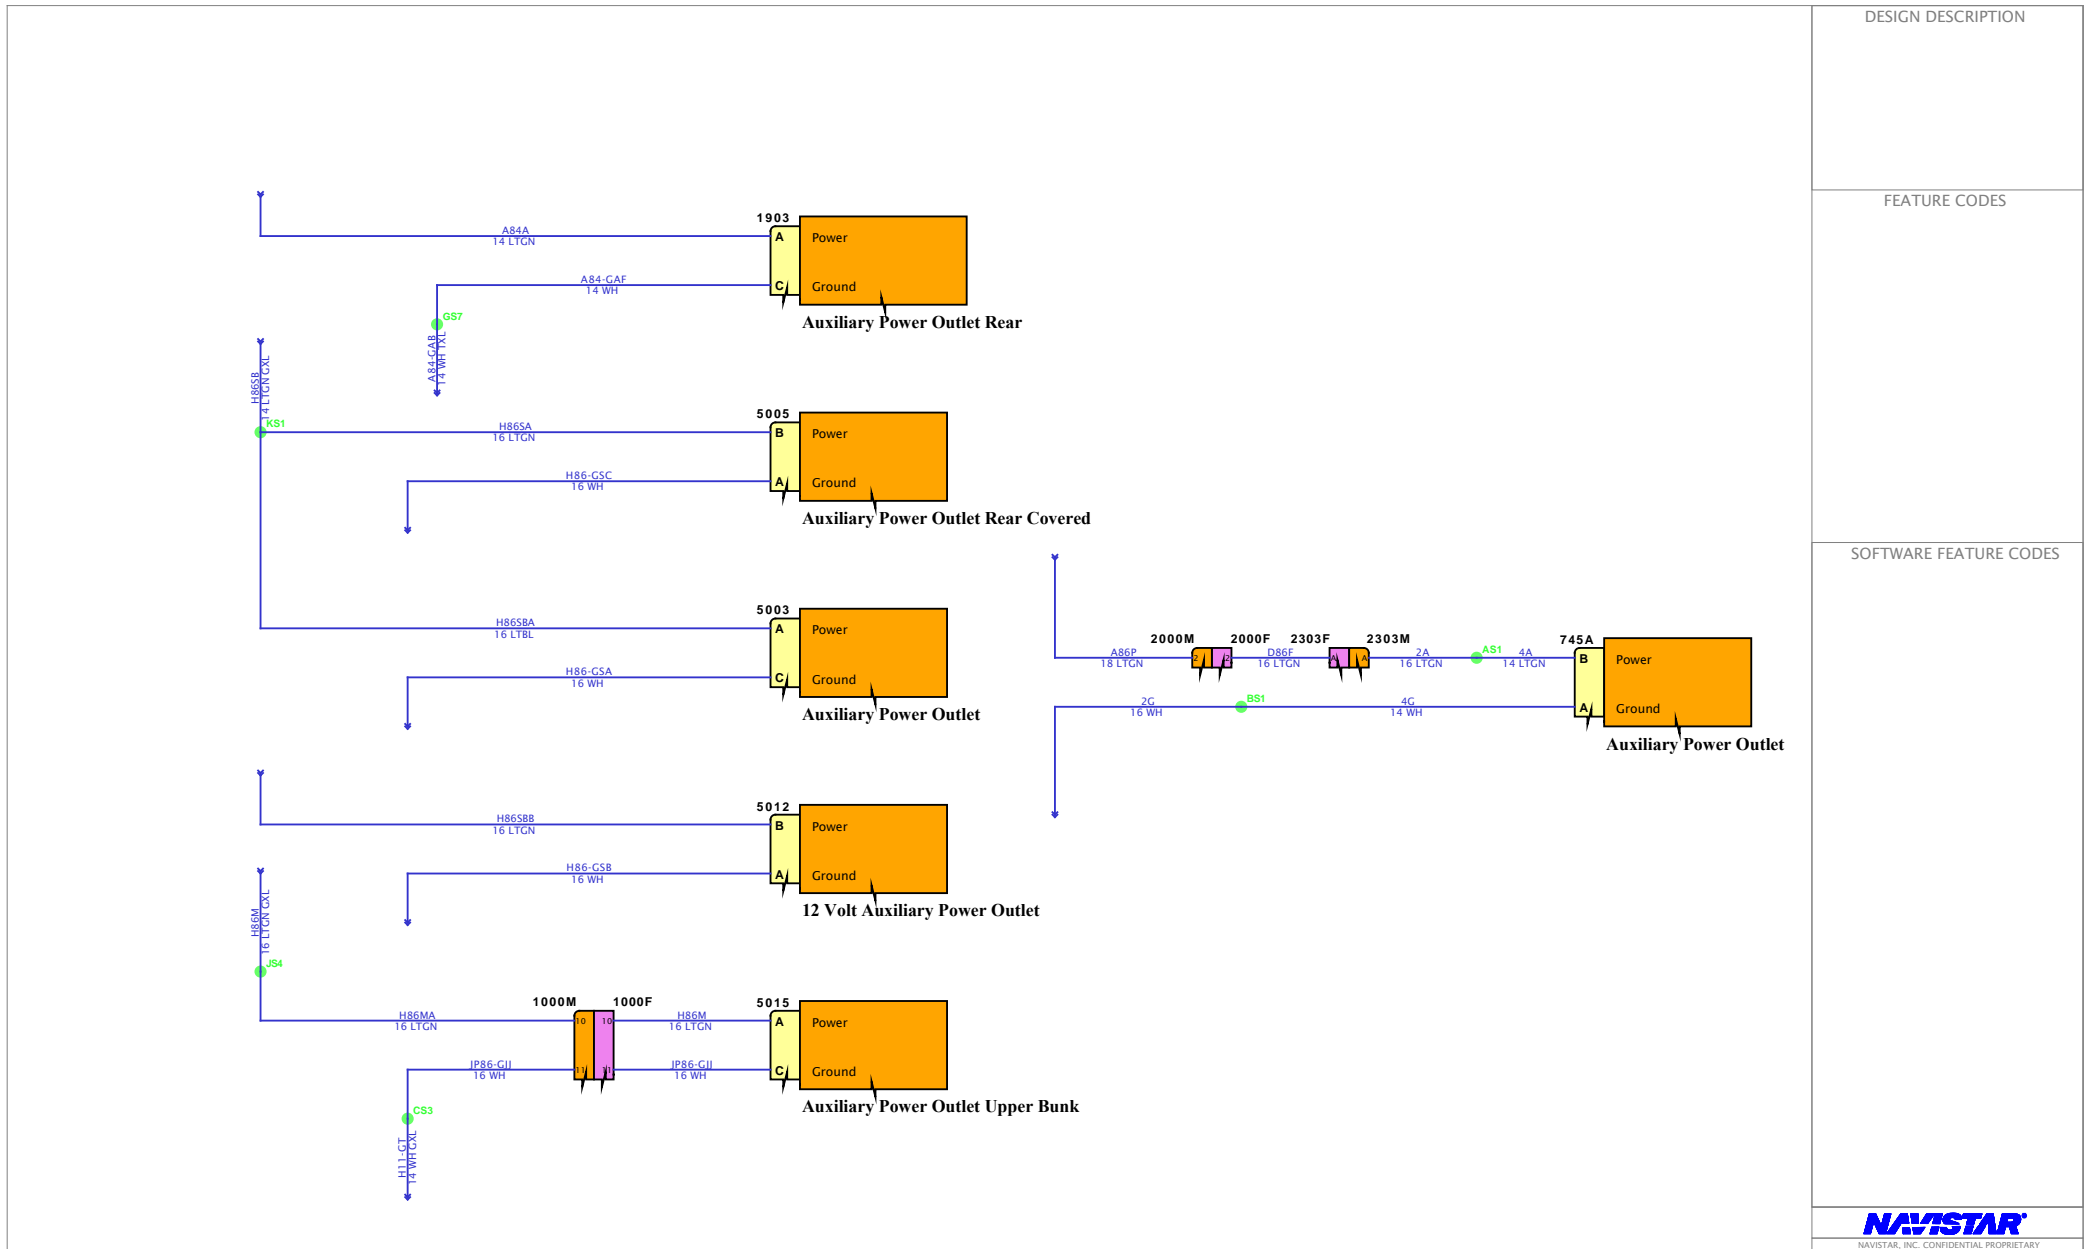 DESIGN DESCRIPTION
FEATURE CODES
SOFTWARE FEATURE CODES
1903
A84A
14 LTGN
A Power
A84-GAF
14 WH
C Ground
GS7
A84-GAB
14 WH TXL
Auxiliary Power Outlet Rear
H86SB
14 LTGN GXL
KS1
5005
H86SA
16 LTGN
B Power
H86-GSC
16 WH
A Ground
Auxiliary Power Outlet Rear Covered
5003
H86SBA
16 LTBL
A Power
H86-GSA
16 WH
C Ground
Auxiliary Power Outlet
2000M 2000F 2303F 2303M 745A
A86P
18 LTGN
2 2
D86F
16 LTGN
A A
2A
16 LTGN
AS1
4A
14 LTGN
B Power
2G
16 WH
BS1
4G
14 WH
A Ground
Auxiliary Power Outlet
5012
H86SBB
16 LTGN
B Power
H86-GSB
16 WH
A Ground
12 Volt Auxiliary Power Outlet
H86M
16 LTGN GXL
JS4
1000M 1000F 5015
H86MA
16 LTGN
10 10
H86M
16 LTGN
A Power
JP86-GJJ
16 WH
11 11
JP86-GJJ
16 WH
C Ground
CS3
H11-GT
14 WH GXL
Auxiliary Power Outlet Upper Bunk
NAVISTAR
NAVISTAR, INC. CONFIDENTIAL PROPRIETARY